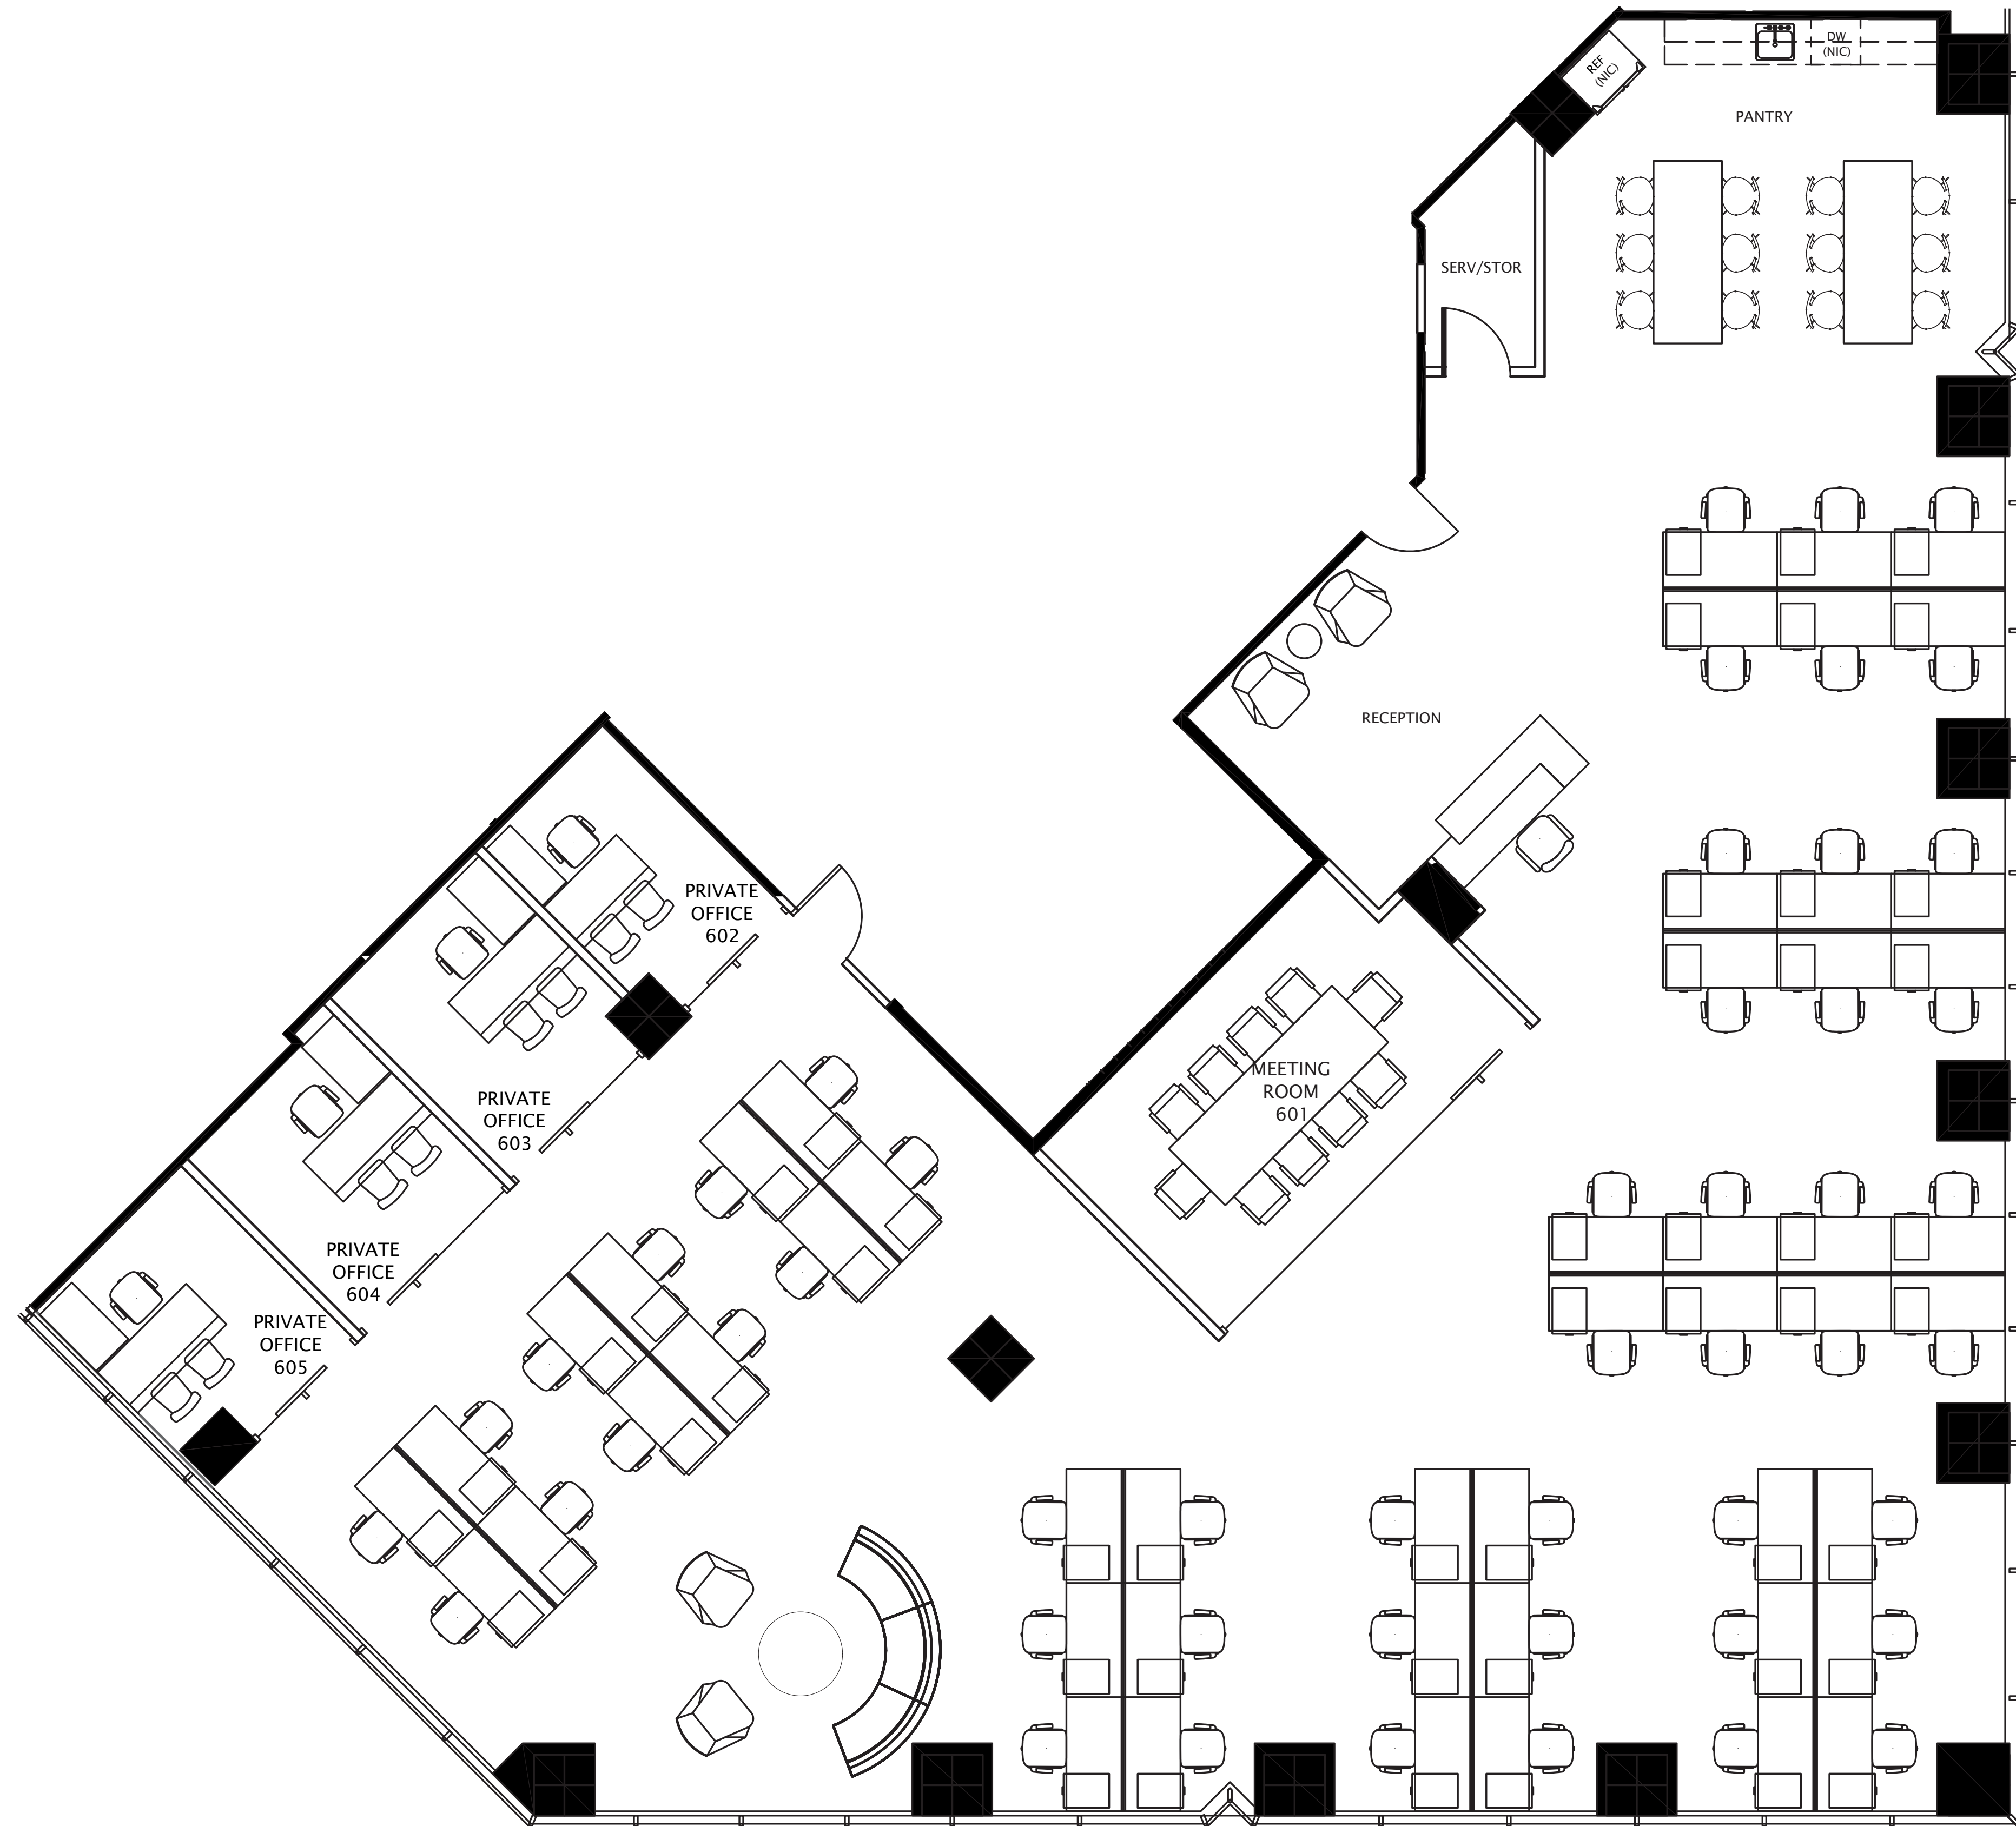 DW
(NIC)
REF
(NIC)
PANTRY
SERV/STOR
RECEPTION
PRIVATE
OFFICE
602
MEETING
ROOM
601
PRIVATE
OFFICE
603
PRIVATE
OFFICE
604
PRIVATE
OFFICE
605